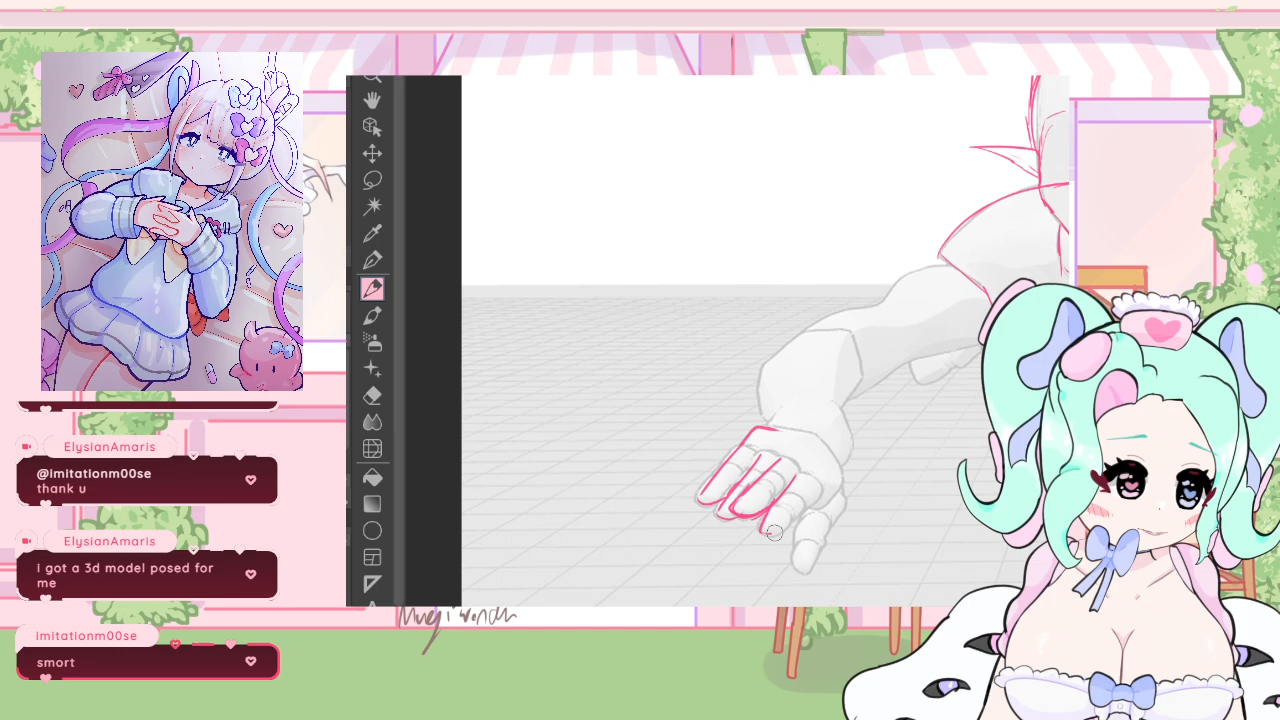 ElysianAmaris
@imitationm00se
thank u
ElysianAmaris
i got a 3d model posed for
me
imitationm00se
smort